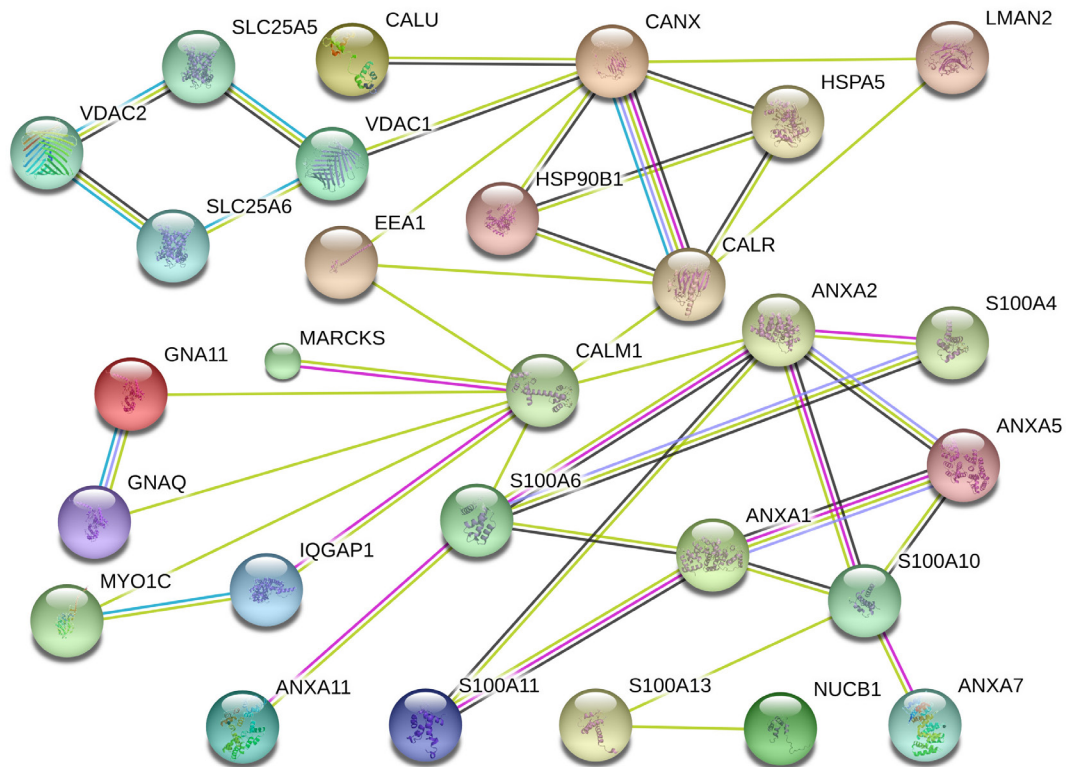 SLC25A5
CALU
CANX
LMAN2
HSPA5
VDAC2
VDAC1
HSP90B1
SLC25A6
EEA1
CALR
ANXA2
S100A4
MARCKS
GNA11
CALM1
ANXA5
GNAQ
S100A6
ANXA1
IQGAP1
S100A10
MYO1C
ANXA11
S100A11
S100A13
NUCB1
ANXA7